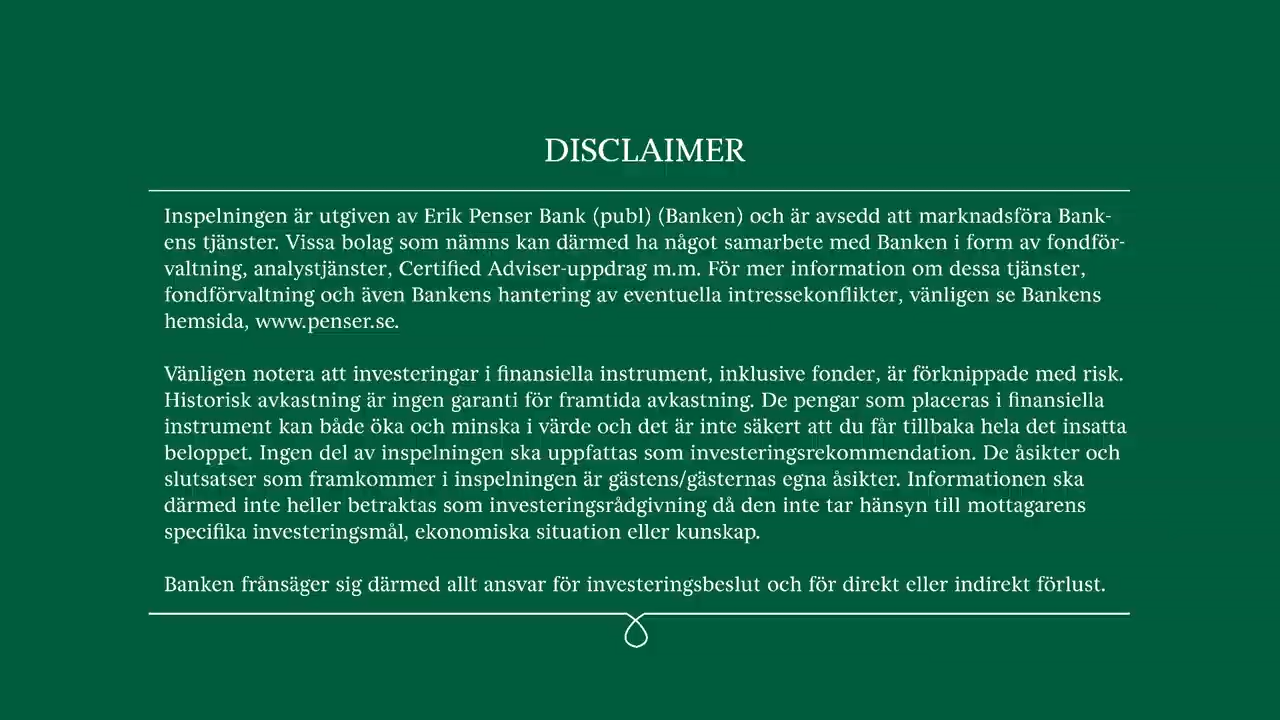 DISCLAIMER
Inspelningen är utgiven av Erik Penser Bank (publ) (Banken) och är avsedd att marknadsföra Bank-
ens tjänster. Vissa bolag som nämns kan därmed ha något samarbete med Banken i form av fondför-
valtning, analystjänster, Certified Adviser-uppdrag m.m. För mer information om dessa tjänster,
fondförvaltning och även Bankens hantering av eventuella intressekonflikter, vänligen se Bankens
hemsida, www.penser.se.
Vänligen notera att investeringar i finansiella instrument, inklusive fonder, är förknippade med risk.
Historisk avkastning är ingen garanti för framtida avkastning. De pengar som placeras i finansiella
instrument kan både öka och minska i värde och det är inte säkert att du får tillbaka hela det insatta
beloppet. Ingen del av inspelningen ska uppfattas som investeringsrekommendation. De åsikter och
slutsatser som framkommer i inspelningen är gästens/gästernas egna åsikter. Informationen ska
därmed inte heller betraktas som investeringsrådgivning då den inte tar hänsyn till mottagarens
specifika investeringsmål, ekonomiska situation eller kunskap.
Banken frånsäger sig därmed allt ansvar för investeringsbeslut och för direkt eller indirekt förlust.